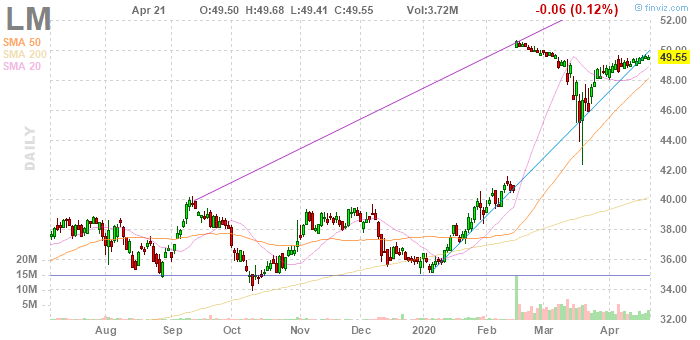 LM Apr 21 O:49.50 H:49.68 L:49.41 C:49.55 Vol:3.72M -0.06 (0.12%) © finviz.com
SMA 50
SMA 200
SMA 20
DAILY
52.00
50.00
49.55
48.00
46.00
44.00
42.00
40.00
38.00
36.00
34.00
32.00
20M
15M
10M
5M
Aug Sep Oct Nov Dec 2020 Feb Mar Apr